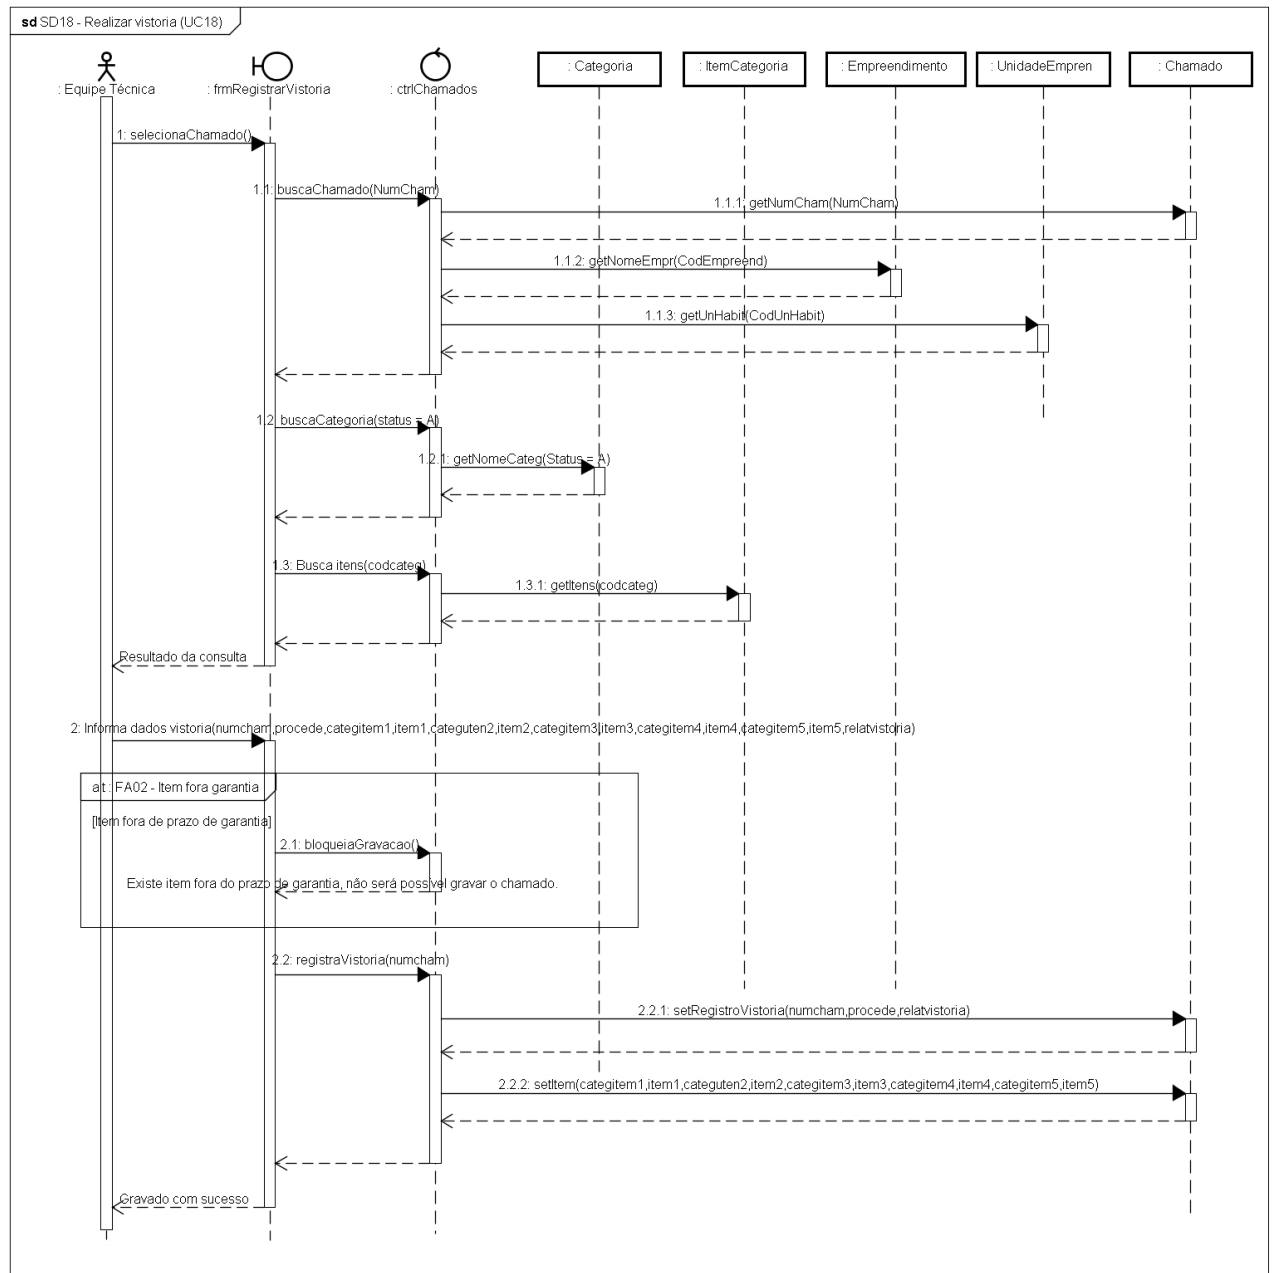 sd SD18 - Realizar vistoria (UC18)
: Equipe Técnica
: frmRegistrarVistoria
: ctrlChamados
: Categoria
: ItemCategoria
: Empreendimento
: UnidadeEmpren
: Chamado
1: selecionaChamado()
1.1: buscaChamado(NumCham)
1.1.1: getNumCham(NumCham)
1.1.2: getNomeEmpr(CodEmpreend)
1.1.3: getUnHabit(CodUnHabit)
1.2: buscaCategoria(status = A)
1.2.1: getNomeCateg(Status = A)
1.3: Busca itens(codcateg)
1.3.1: getItens(codcateg)
Resultado da consulta
2: Informa dados vistoria(numcham,procede,categitem1,item1,categuten2,item2,categitem3,item3,categitem4,item4,categitem5,item5,relatvistoria)
alt : FA02 - Item fora garantia
[Item fora de prazo de garantia]
2.1: bloqueiaGravacao()
Existe item fora do prazo de garantia, não será possível gravar o chamado.
2.2: registraVistoria(numcham)
2.2.1: setRegistroVistoria(numcham,procede,relatvistoria)
2.2.2: setItem(categitem1,item1,categuten2,item2,categitem3,item3,categitem4,item4,categitem5,item5)
Gravado com sucesso